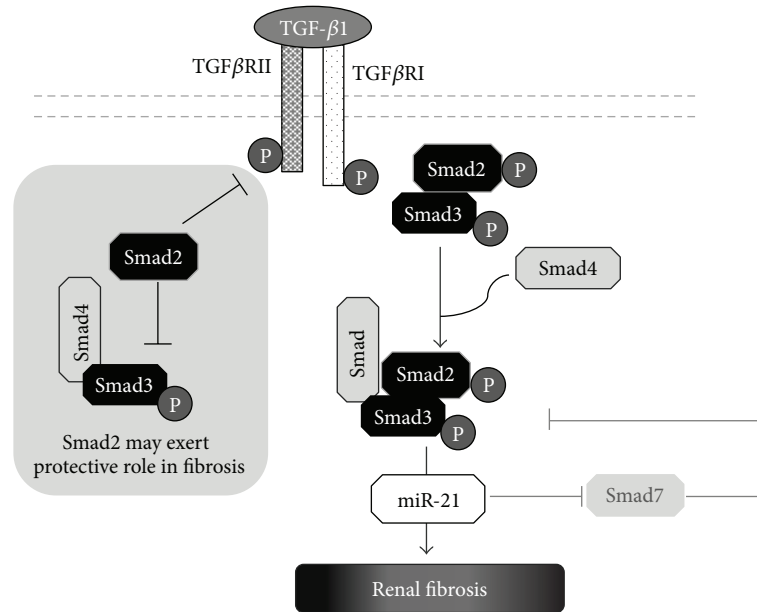 TGF-β1
TGFβRII
TGFβRI
P
P
Smad2
P
Smad3
P
Smad4
Smad2
Smad4
Smad3
P
Smad2 may exert
protective role in fibrosis
Smad
Smad2
P
Smad3
P
miR-21
Smad7
Renal fibrosis